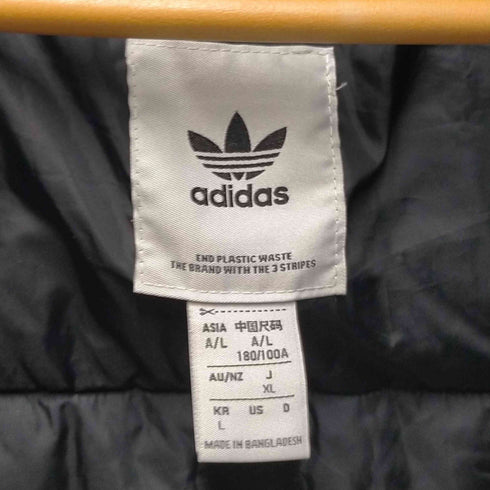 adidas
END PLASTIC WASTE
THE BRAND WITH THE 3 STRIPES
ASIA 中国尺码
A/L A/L
180/100A
AU/NZ J
XL
KR US D
L
MADE IN BANGLADESH